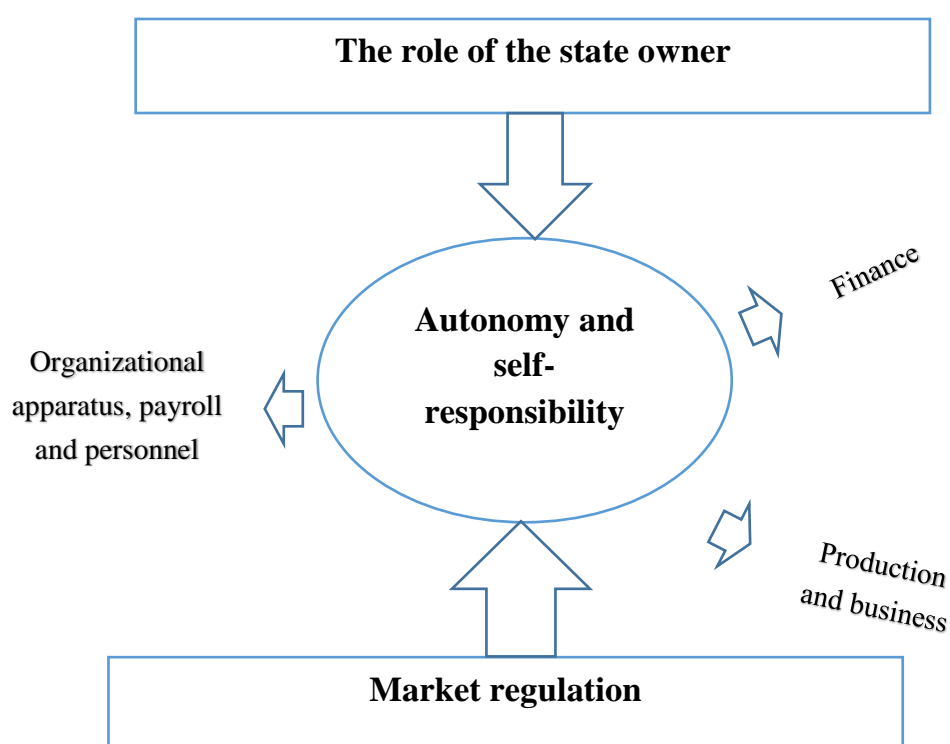 The role of the state owner
Finance
Autonomy and
self-
responsibility
Organizational
apparatus, payroll
and personnel
Production
and business
Market regulation